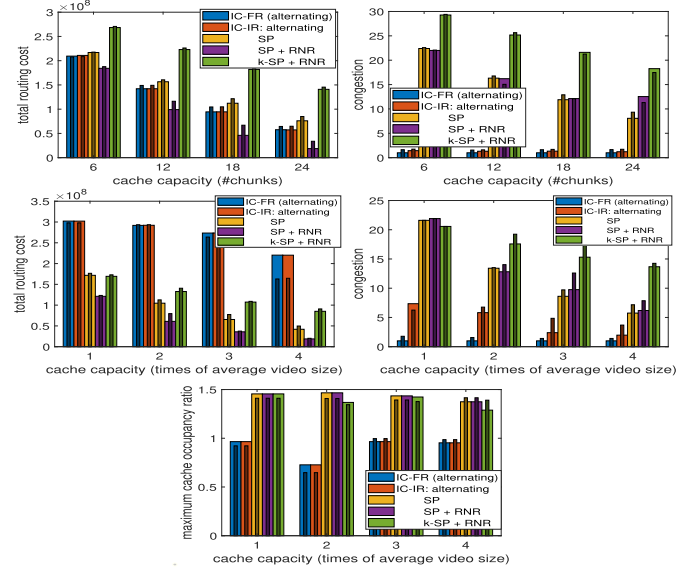 ×10^8
total routing cost
3
2.5
2
1.5
1
0.5
0
IC-FR (alternating)
IC-IR: alternating
SP
SP + RNR
k-SP + RNR
6 12 18 24
cache capacity (#chunks)
congestion
30
25
20
15
10
5
0
IC-FR (alternating)
IC-IR: alternating
SP
SP + RNR
k-SP + RNR
6 12 18 24
cache capacity (#chunks)
×10^8
total routing cost
3.5
3
2.5
2
1.5
1
0.5
0
IC-FR (alternating)
IC-IR: alternating
SP
SP + RNR
k-SP + RNR
1 2 3 4
cache capacity (times of average video size)
congestion
25
20
15
10
5
0
IC-FR (alternating)
IC-IR: alternating
SP
SP + RNR
k-SP + RNR
1 2 3 4
cache capacity (times of average video size)
maximum cache occupancy ratio
1.5
1
0.5
0
IC-FR (alternating)
IC-IR: alternating
SP
SP + RNR
k-SP + RNR
1 2 3 4
cache capacity (times of average video size)